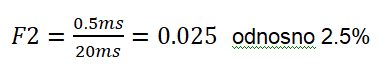 F2 = 0.5ms / 20ms = 0.025 odnosno 2.5%